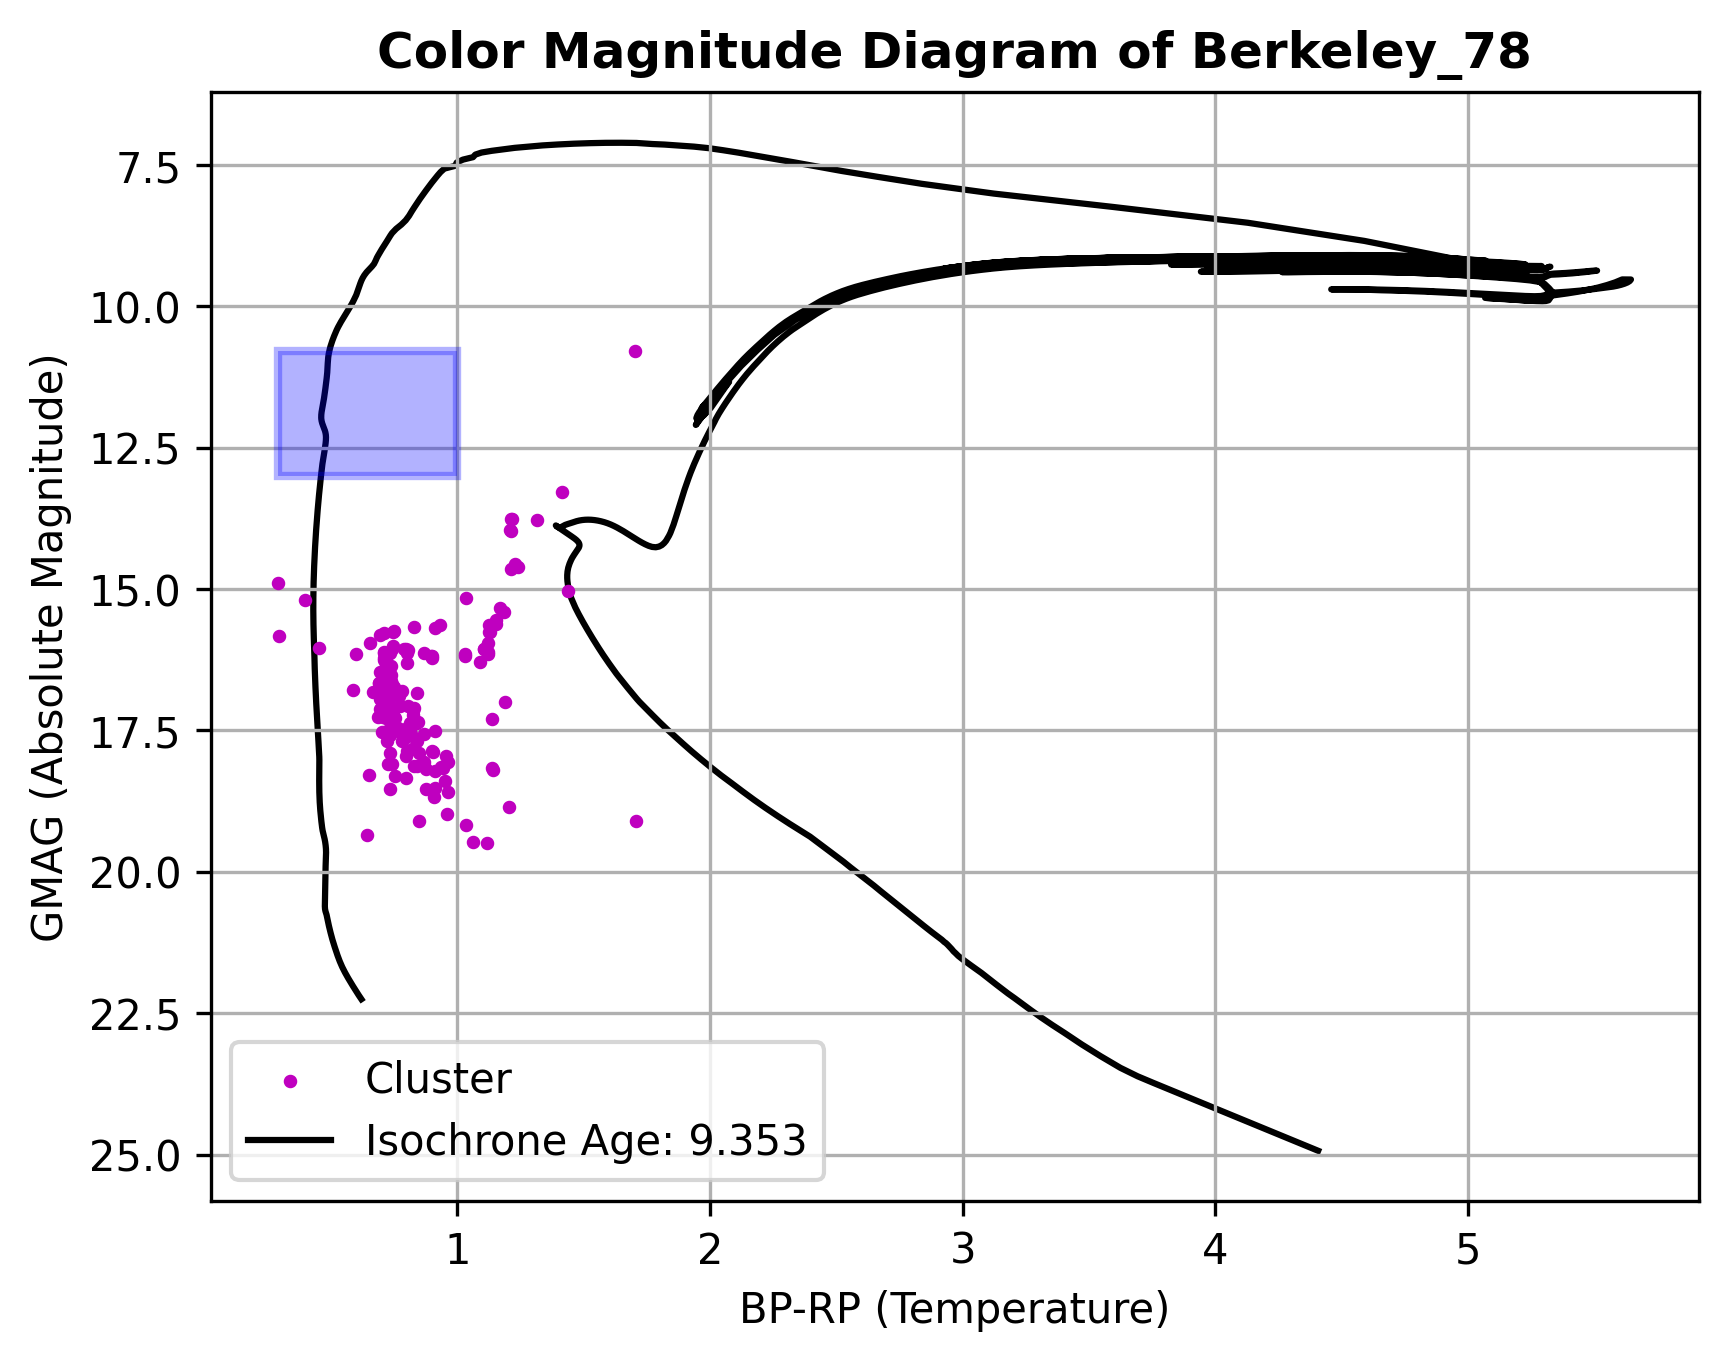 Color Magnitude Diagram of Berkeley_78
GMAG (Absolute Magnitude)
7.5
10.0
12.5
15.0
17.5
20.0
22.5
25.0
Cluster
Isochrone Age: 9.353
1 2 3 4 5
BP-RP (Temperature)